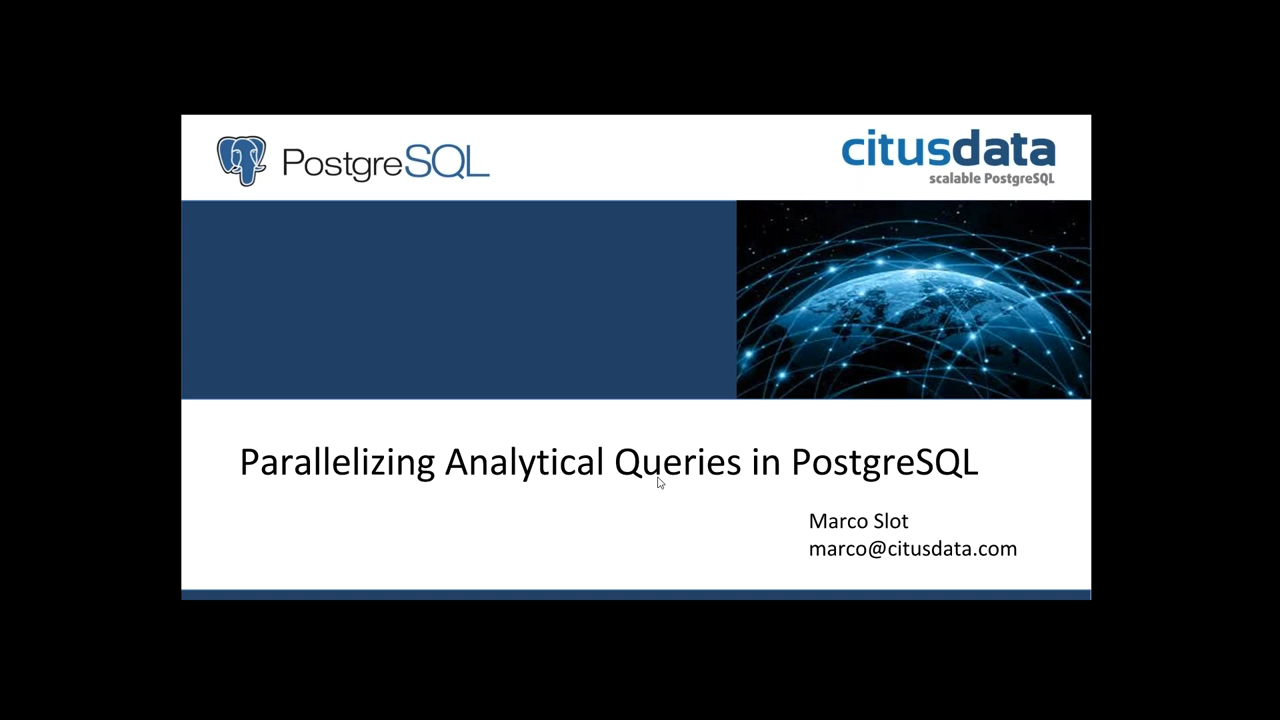 PostgreSQL
citusdata
scalable PostgreSQL
Parallelizing Analytical Queries in PostgreSQL
Marco Slot
marco@citusdata.com